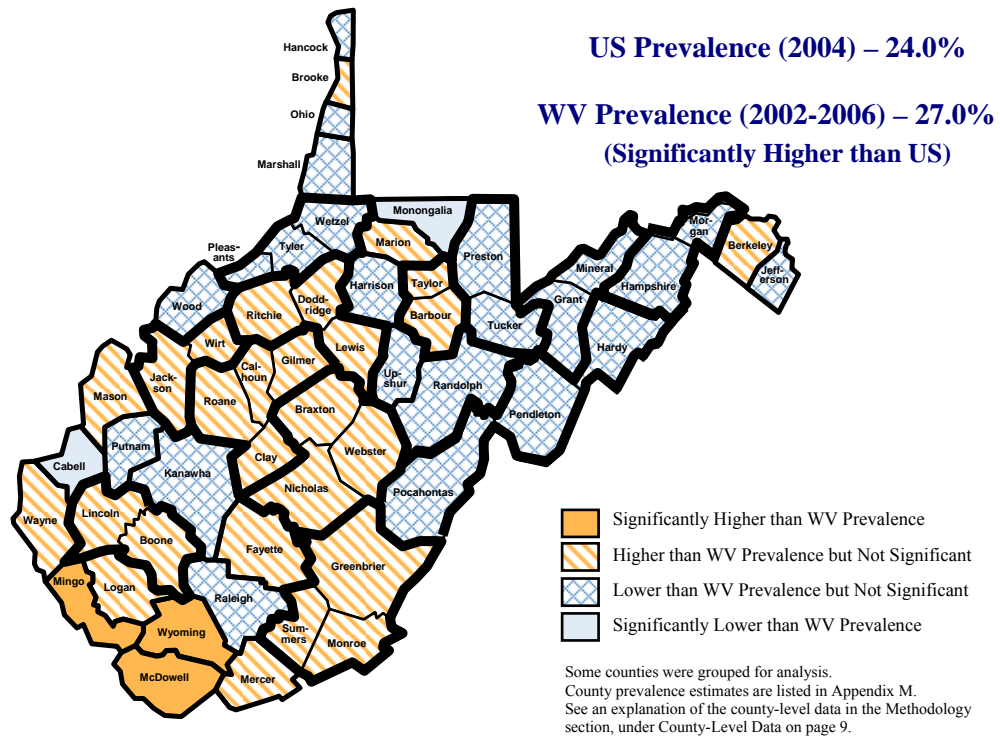 US Prevalence (2004) – 24.0%
WV Prevalence (2002-2006) – 27.0%
(Significantly Higher than US)
Hancock
Brooke
Ohio
Marshall
Wetzel
Monongalia
Marion
Preston
Tyler
Pleas-
ants
Wood
Ritchie
Dodd-
ridge
Harrison
Taylor
Barbour
Tucker
Mineral
Grant
Hampshire
Hardy
Mor-
gan
Berkeley
Jeff-
erson
Wirt
Cal-
houn
Gilmer
Lewis
Up-
shur
Randolph
Pendleton
Mason
Jack-
son
Roane
Braxton
Webster
Pocahontas
Putnam
Kanawha
Clay
Nicholas
Cabell
Wayne
Lincoln
Boone
Fayette
Greenbrier
Mingo
Logan
Raleigh
Wyoming
Sum-
mers
Monroe
McDowell
Mercer
Significantly Higher than WV Prevalence
Higher than WV Prevalence but Not Significant
Lower than WV Prevalence but Not Significant
Significantly Lower than WV Prevalence
Some counties were grouped for analysis.
County prevalence estimates are listed in Appendix M.
See an explanation of the county-level data in the Methodology
section, under County-Level Data on page 9.